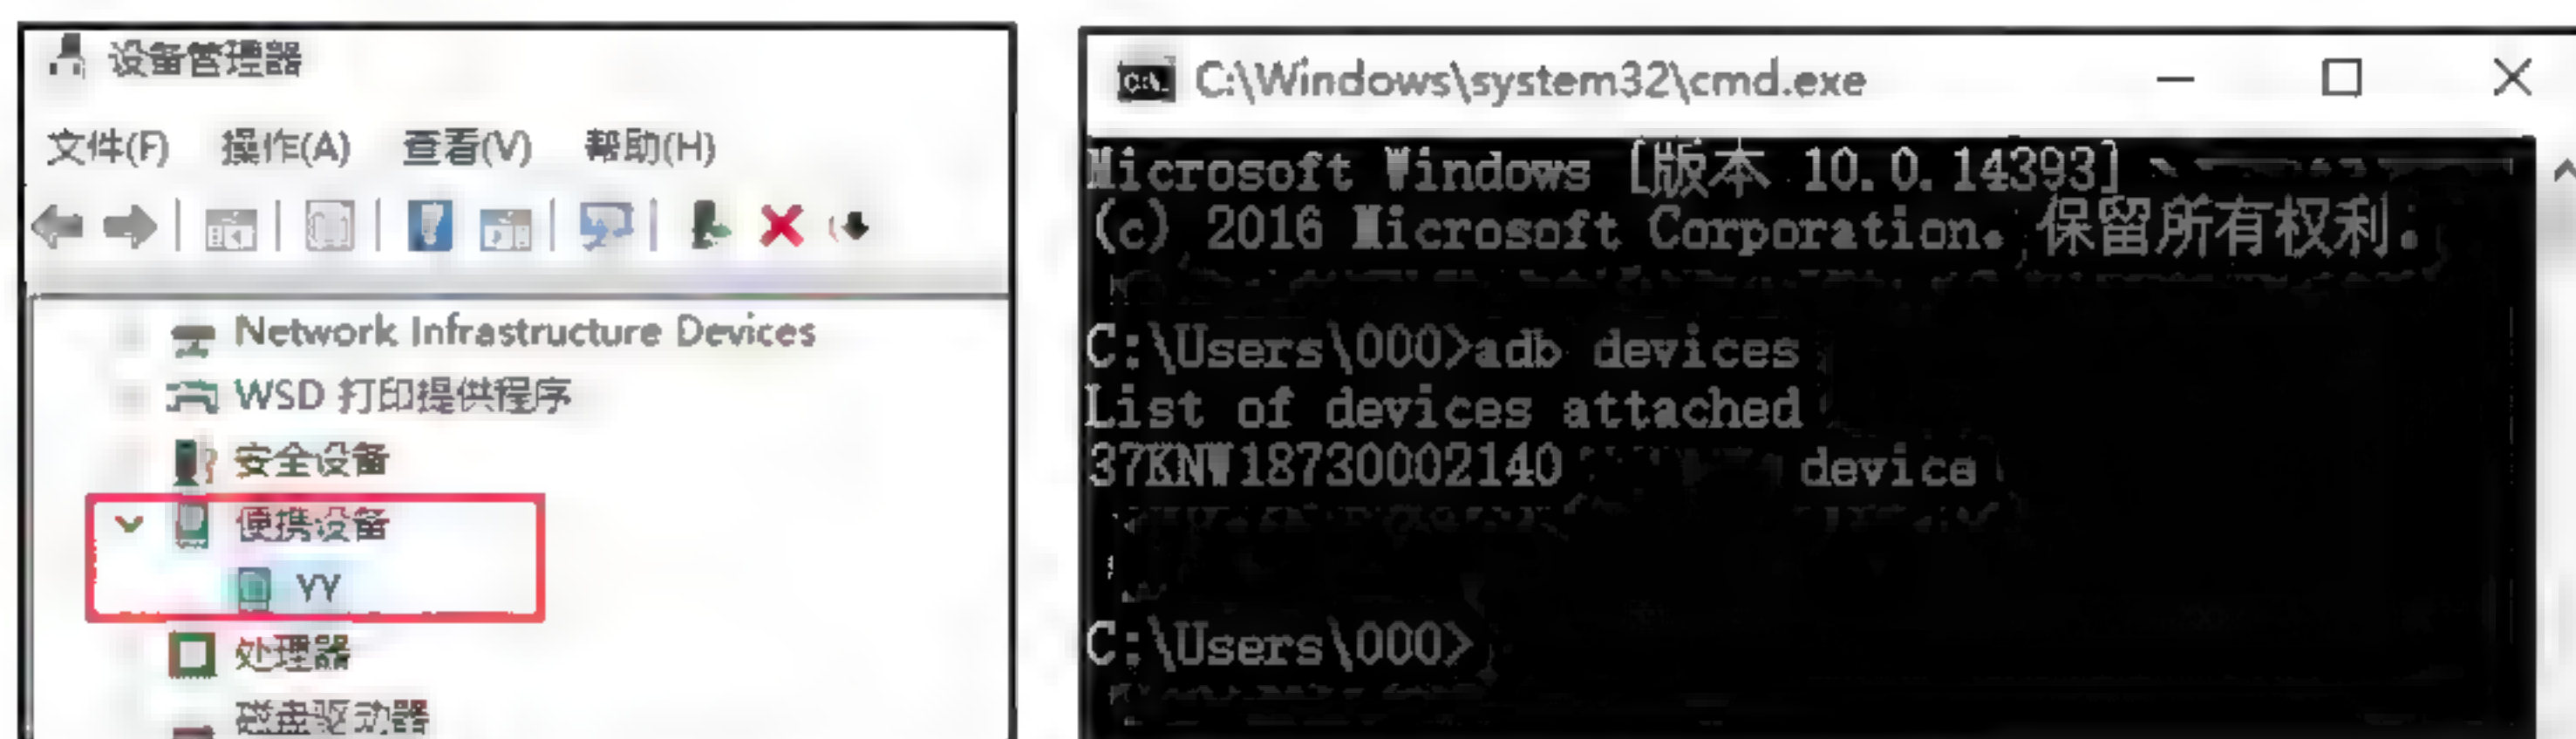 设备管理器
文件(F) 操作(A) 查看(V) 帮助(H)
Network Infrastructure Devices
WSD 打印提供程序
安全设备
便携设备
YY
处理器
磁盘驱动器
C:\Windows\system32\cmd.exe
Microsoft Windows [版本 10.0.14393]
(c) 2016 Microsoft Corporation。保留所有权利。
C:\Users\000>adb devices
List of devices attached
37KNW18730002140 device
C:\Users\000>